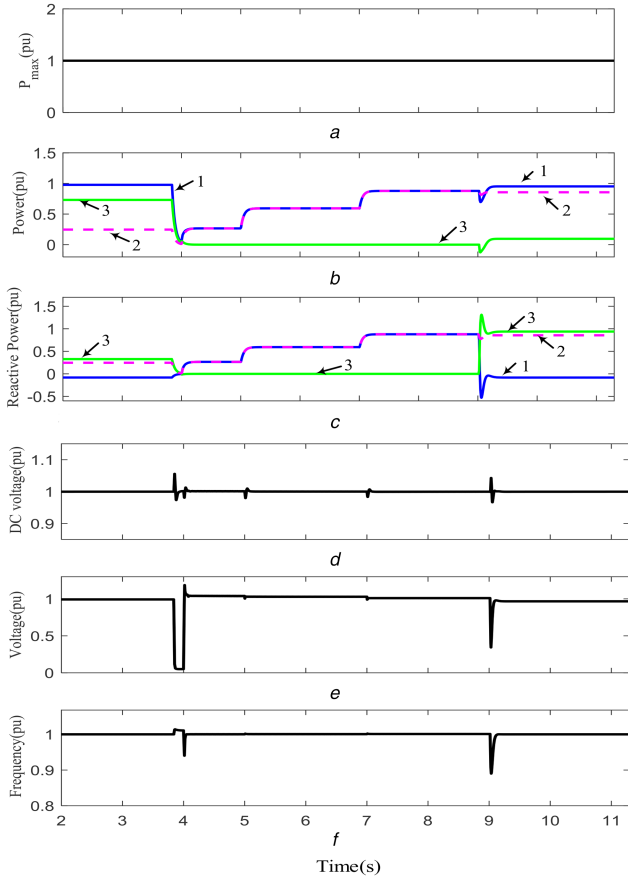 2
1
0
P_max(pu)
a
1.5
1
0.5
0
Power(pu)
1
2
3
3
1
2
b
1.5
1
0.5
0
-0.5
Reactive Power(pu)
3
3
3
2
1
c
1.1
1
0.9
DC voltage(pu)
d
1
0.5
0
Voltage(pu)
e
1
0.9
0.8
Frequency(pu)
2 3 4 5 6 7 8 9 10 11
f
Time(s)